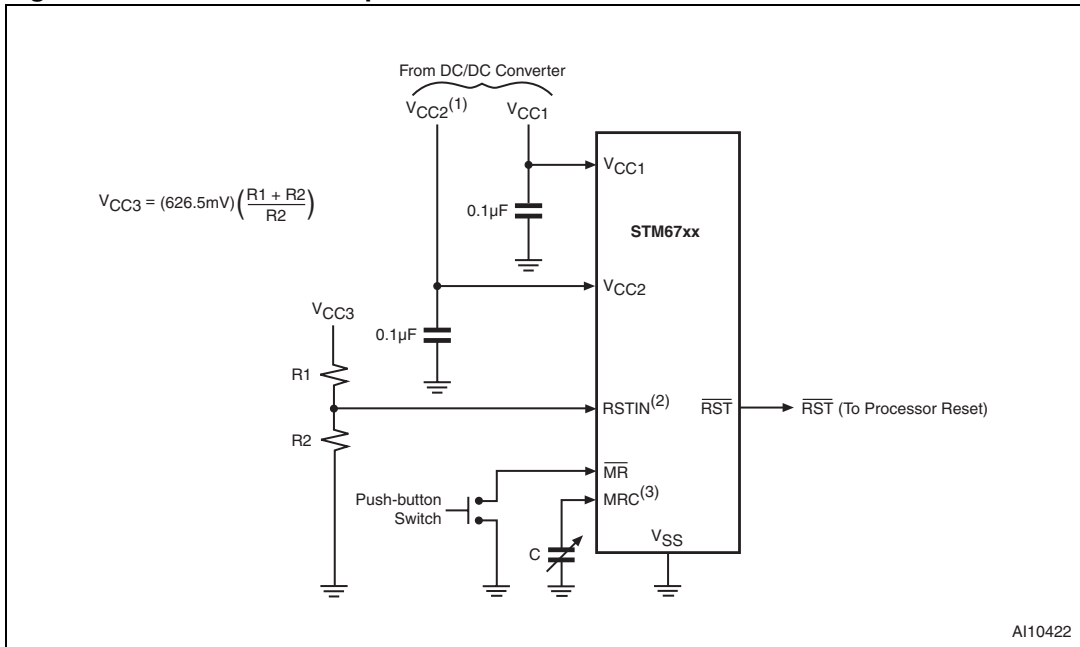 From DC/DC Converter
VCC2(1) VCC1
VCC1
VCC3 = (626.5mV)(R1 + R2 / R2)
0.1µF
STM67xx
VCC2
VCC3
0.1µF
R1
RSTIN(2) RST RST (To Processor Reset)
R2
MR
Push-button
Switch
MRC(3)
VSS
C
AI10422